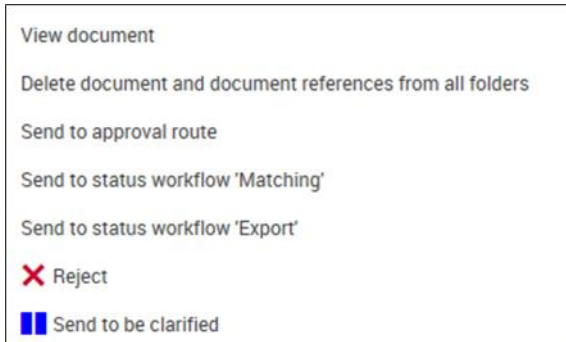 View document
Delete document and document references from all folders
Send to approval route
Send to status workflow 'Matching'
Send to status workflow 'Export'
Reject
Send to be clarified